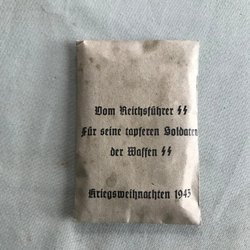 Vom Reichsführer SS
Für seine tapferen Soldaten
der Waffen SS
Kriegsweihnachten 1943